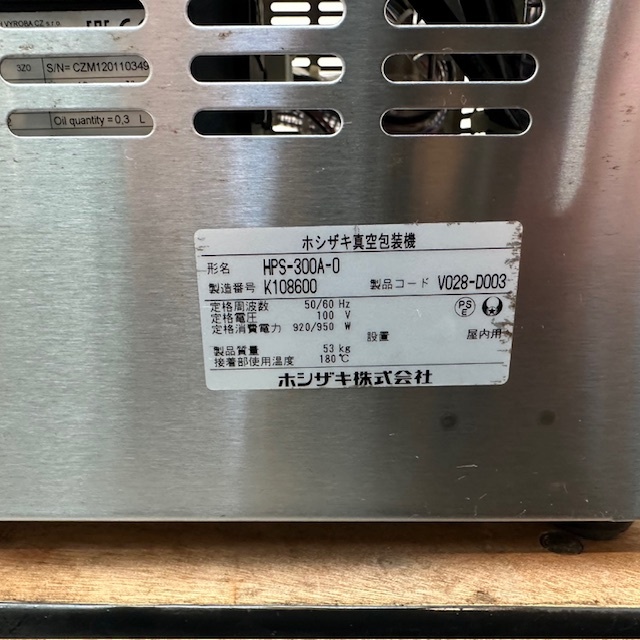 VYROBA CZ s.r.o.
3Z0 S/N= CZM120110349
Oil quantity = 0,3 L
ホシザキ真空包装機
形名 HPS-300A-0
製造番号 K108600 製品コード V028-D003
定格周波数 50/60 Hz
定格電圧 100 V
定格消費電力 920/950 W
PS E
設置 屋内用
製品質量 53 kg
接着部使用温度 180℃
ホシザキ株式会社